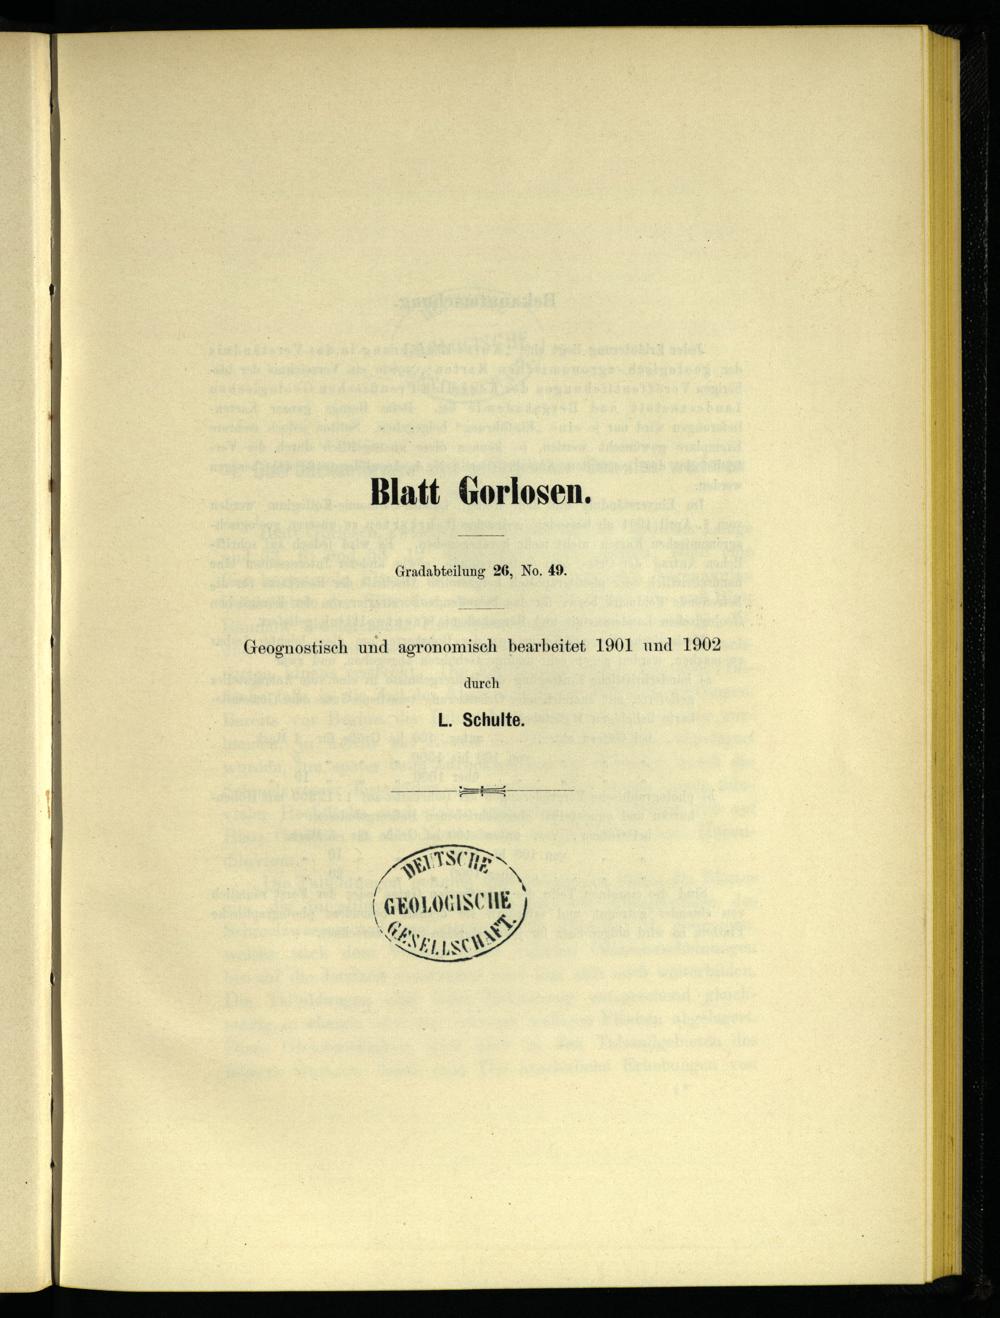 Blatt Gorlosen.
Gradabteilung 26, No. 49.
Geognostisch und agronomisch bearbeitet 1901 und 1902
durch
L. Schulte.
DEUTSCHE
GEOLOGISCHE
GESELLSCHAFT.